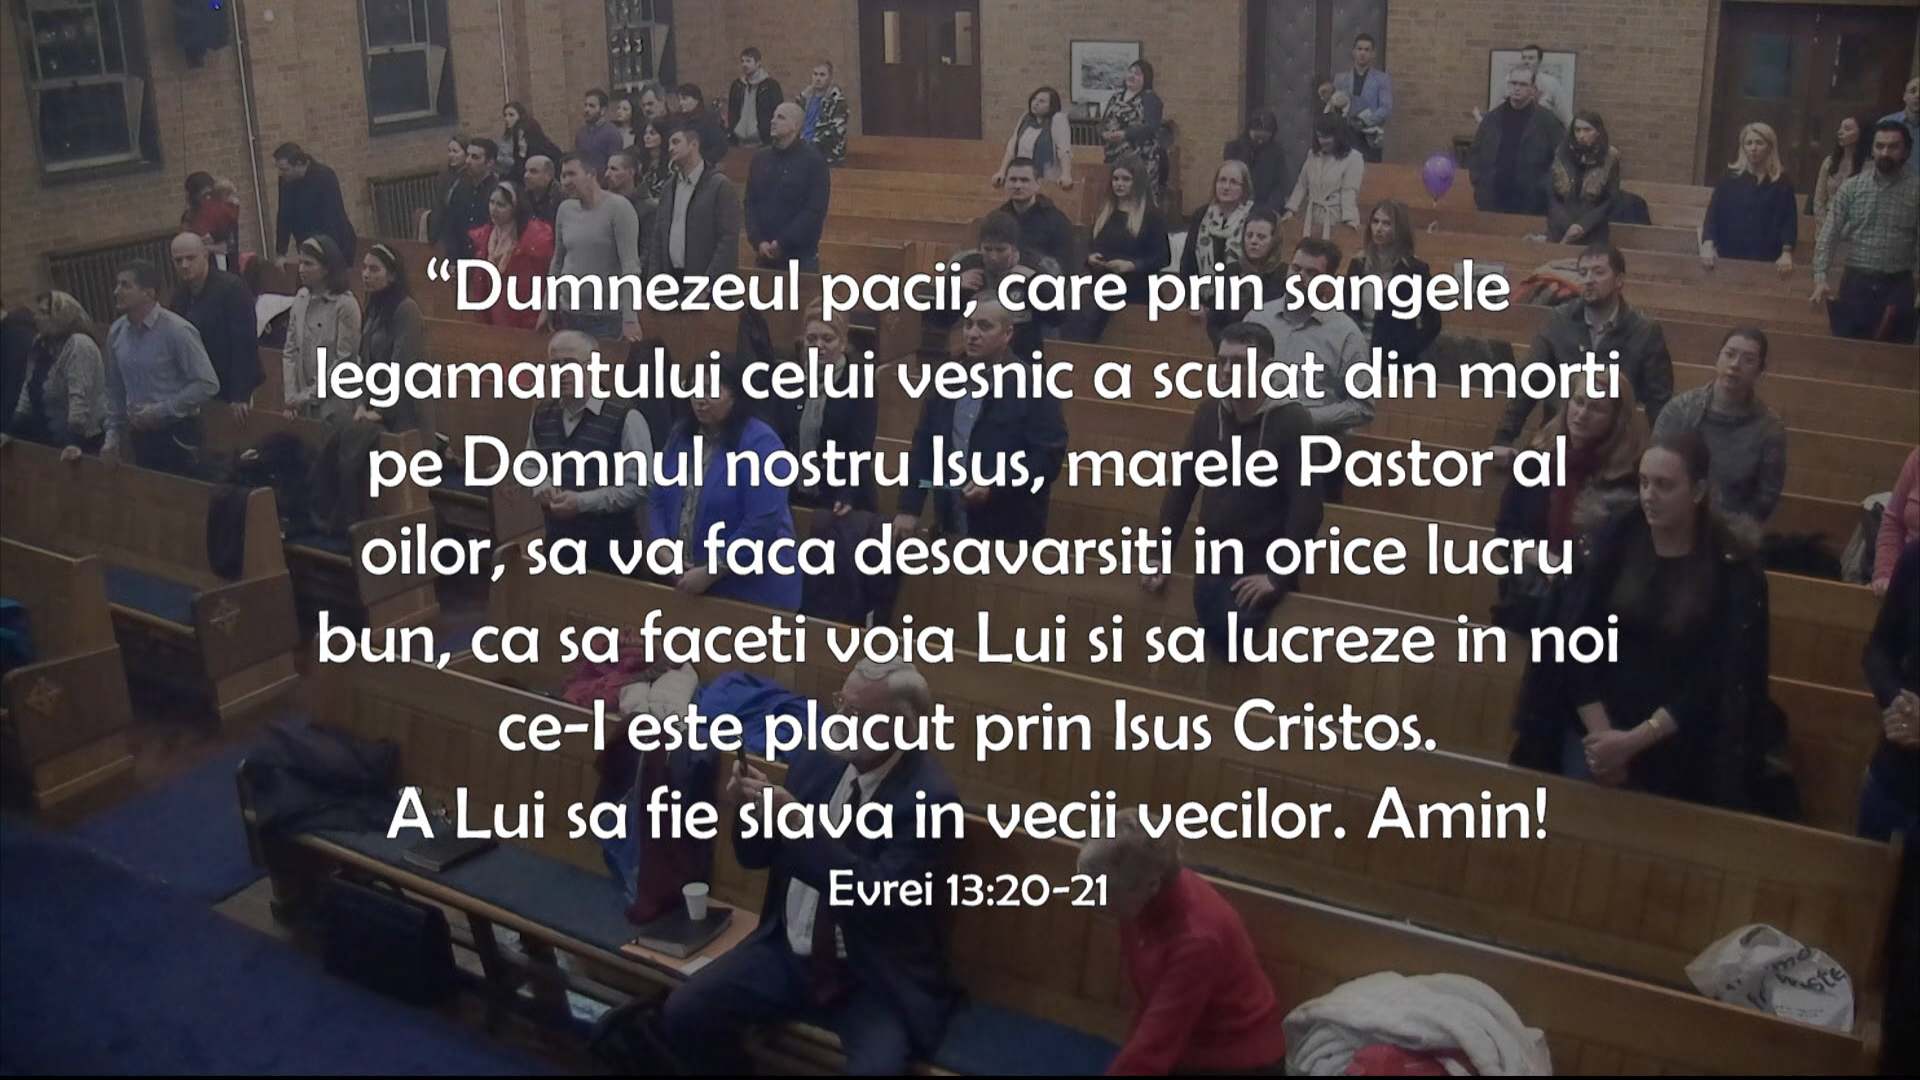 “Dumnezeul pacii, care prin sangele
legamantului celui vesnic a sculat din morti
pe Domnul nostru Isus, marele Pastor al
oilor, sa va faca desavarsiti in orice lucru
bun, ca sa faceti voia Lui si sa lucreze in noi
ce-I este placut prin Isus Cristos.
A Lui sa fie slava in vecii vecilor. Amin!
Evrei 13:20-21